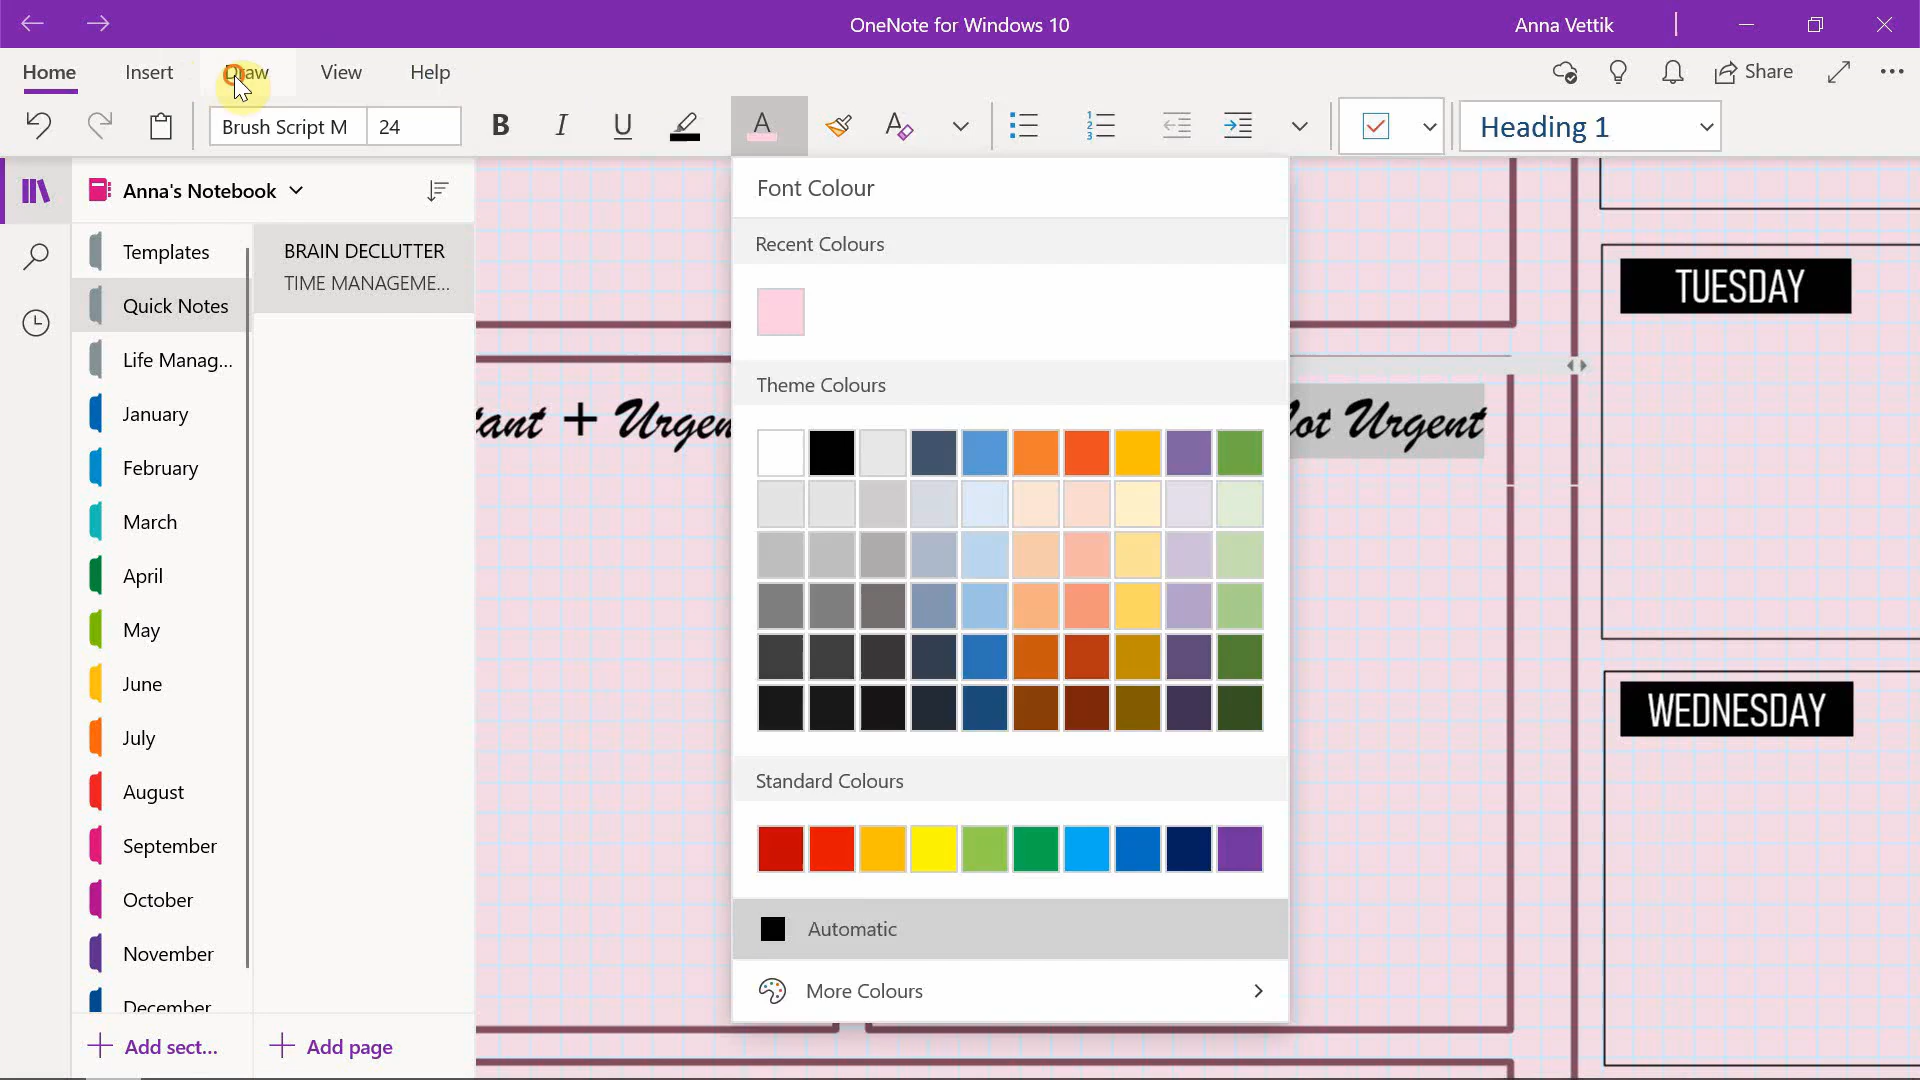 OneNote for Windows 10
Anna Vettik
Home Insert Draw View Help
Share
Brush Script M 24
Heading 1
Anna's Notebook
Templates
Quick Notes
Life Manag...
January
February
March
April
May
June
July
August
September
October
November
December
Add sect...
BRAIN DECLUTTER
TIME MANAGEME...
Add page
Font Colour
Recent Colours
Theme Colours
Standard Colours
Automatic
More Colours
tant + Urgen
ot Urgent
TUESDAY
WEDNESDAY